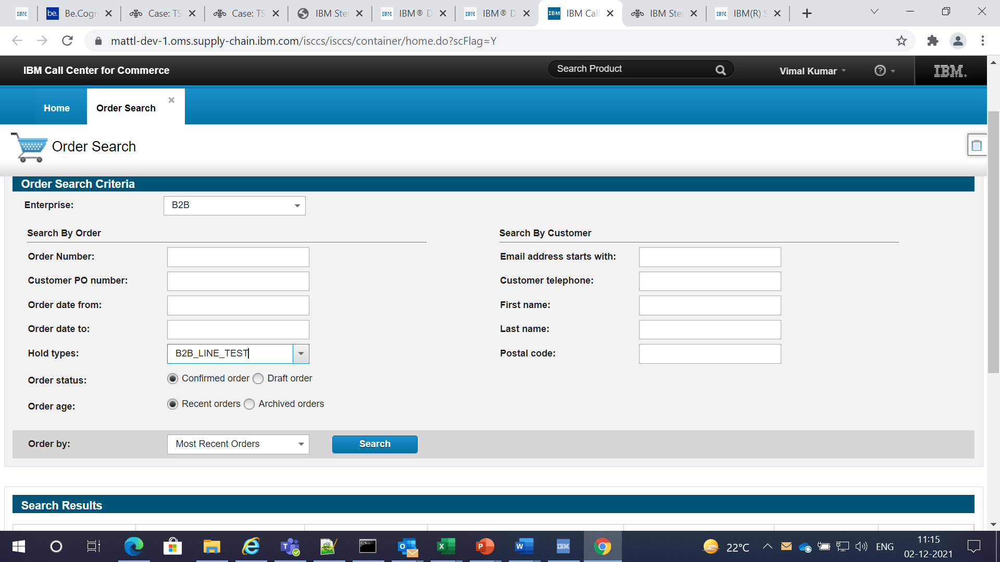 Be.Cogn
Case: TS
Case: TS
IBM Ste
IBM® D
IBM® D
IBM Cal
IBM Ste
IBM(R) S
mattl-dev-1.oms.supply-chain.ibm.com/isccs/isccs/container/home.do?scFlag=Y
IBM Call Center for Commerce
Search Product
Vimal Kumar
IBM
Home
Order Search
Order Search
Order Search Criteria
Enterprise:
B2B
Search By Order
Search By Customer
Order Number:
Email address starts with:
Customer PO number:
Customer telephone:
Order date from:
First name:
Order date to:
Last name:
Hold types:
B2B_LINE_TEST
Postal code:
Order status:
Confirmed order
Draft order
Order age:
Recent orders
Archived orders
Order by:
Most Recent Orders
Search
Search Results
22°C
ENG
11:15
02-12-2021